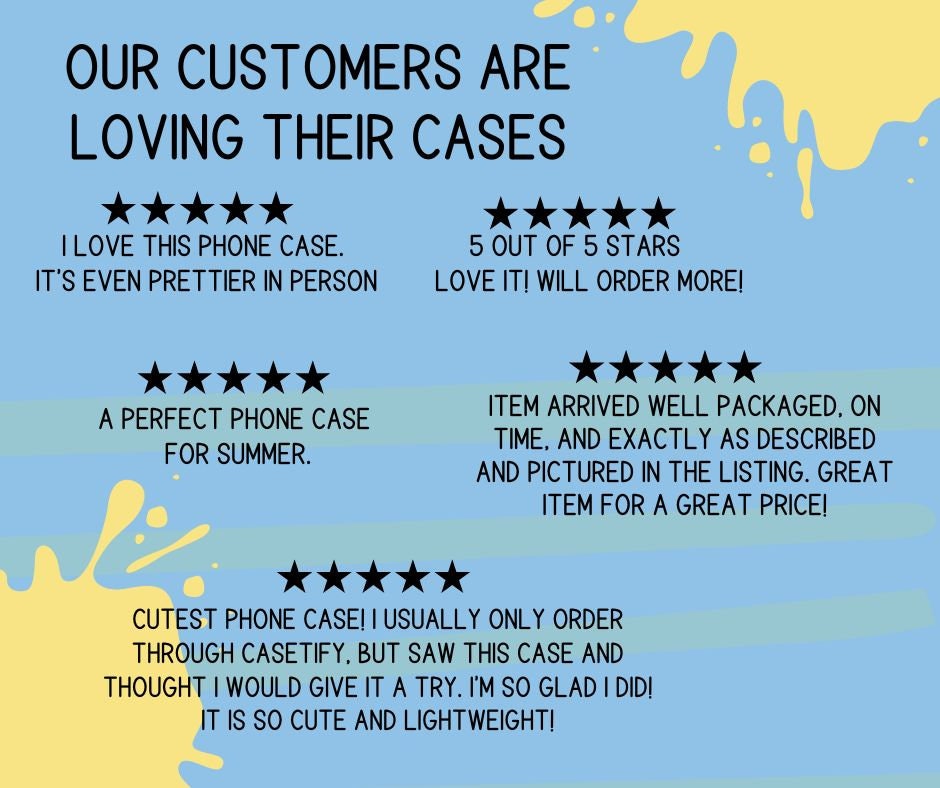 OUR CUSTOMERS ARE
LOVING THEIR CASES
★★★★★
I LOVE THIS PHONE CASE.
IT'S EVEN PRETTIER IN PERSON
★★★★★
5 OUT OF 5 STARS
LOVE IT! WILL ORDER MORE!
★★★★★
A PERFECT PHONE CASE
FOR SUMMER.
★★★★★
ITEM ARRIVED WELL PACKAGED, ON
TIME, AND EXACTLY AS DESCRIBED
AND PICTURED IN THE LISTING. GREAT
ITEM FOR A GREAT PRICE!
★★★★★
CUTEST PHONE CASE! I USUALLY ONLY ORDER
THROUGH CASETIFY, BUT SAW THIS CASE AND
THOUGHT I WOULD GIVE IT A TRY. I'M SO GLAD I DID!
IT IS SO CUTE AND LIGHTWEIGHT!